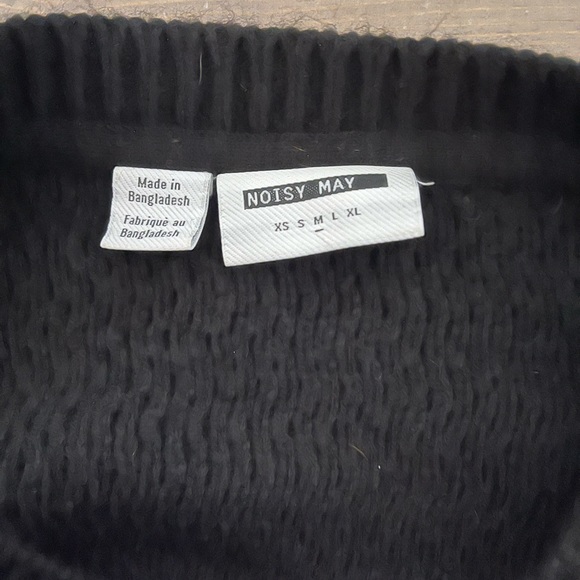 Made in
Bangladesh
Fabriqué au
Bangladesh
NOISY MAY
XS S M L XL